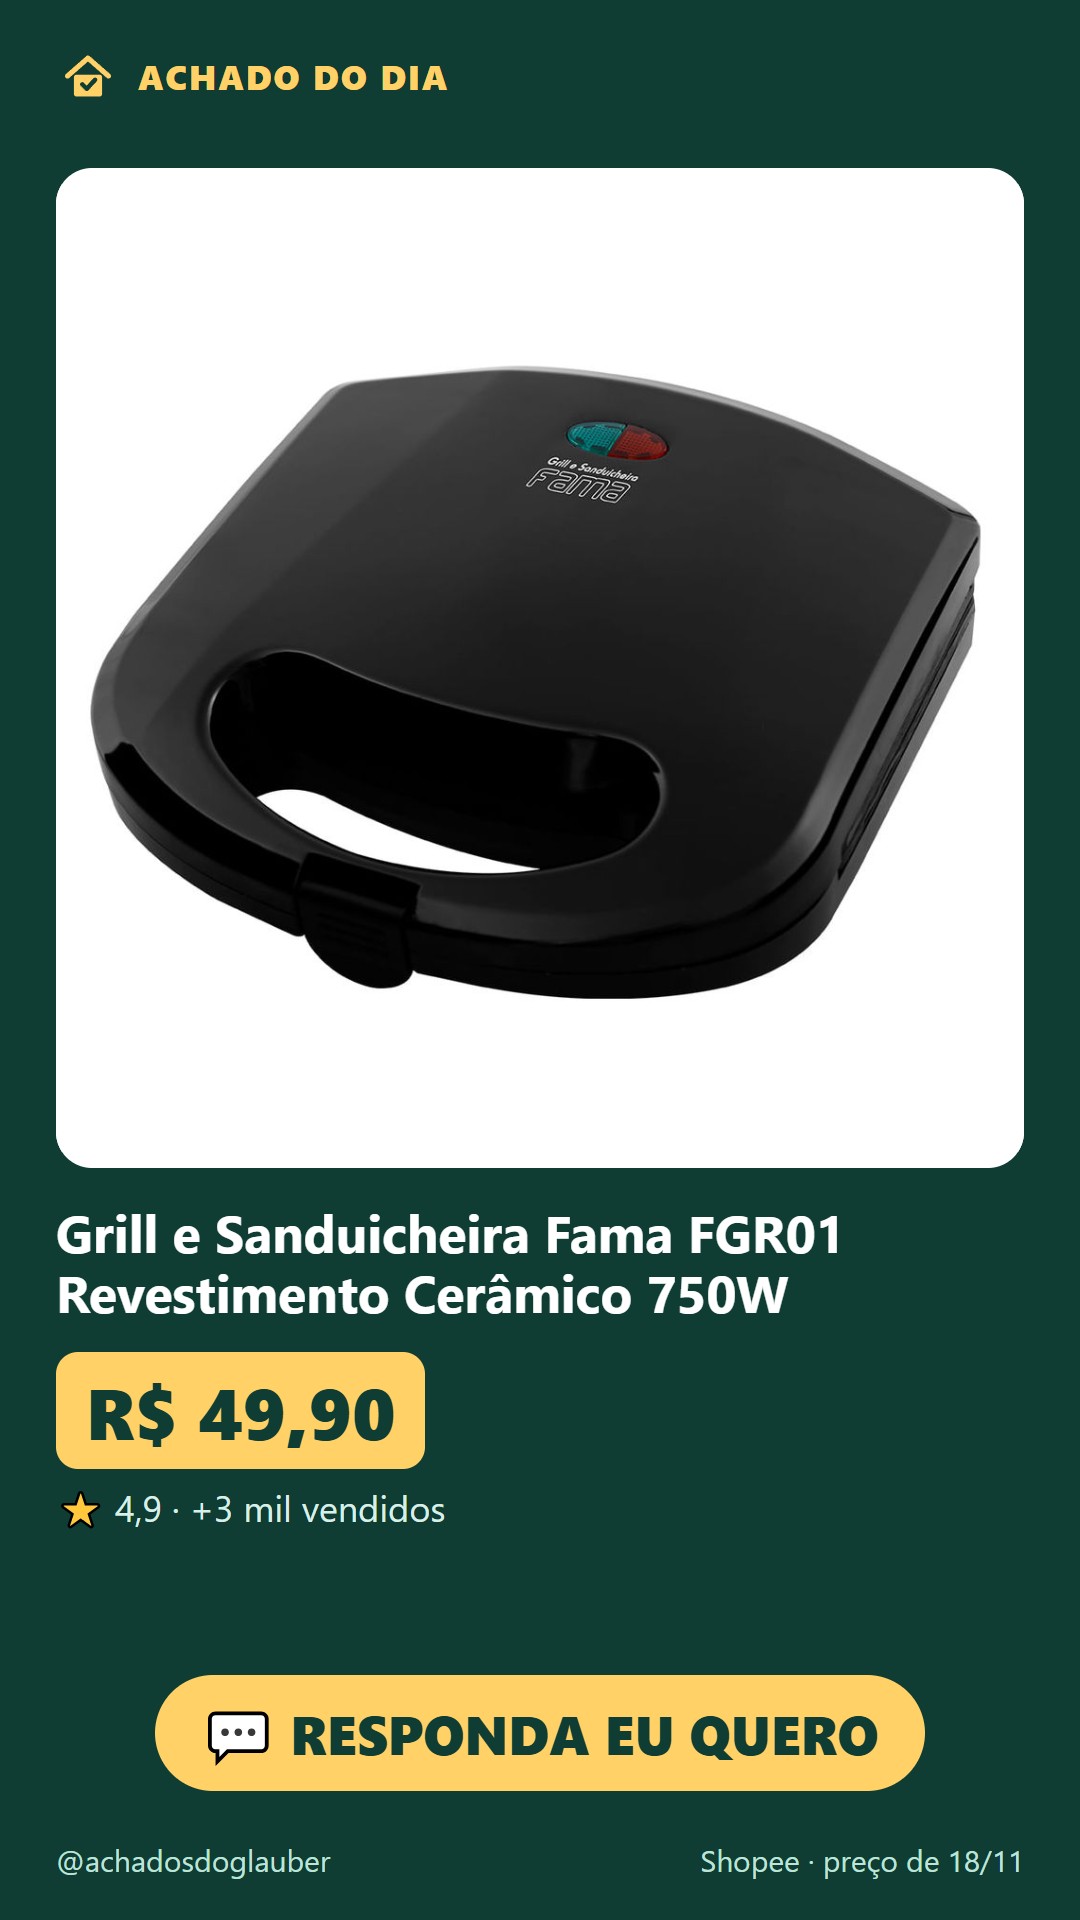 ACHADO DO DIA
Grill e Sanduicheira
Fama
Grill e Sanduicheira Fama FGR01
Revestimento Cerâmico 750W
R$ 49,90
4,9 · +3 mil vendidos
RESPONDA EU QUERO
@achadosdoglauber
Shopee · preço de 18/11